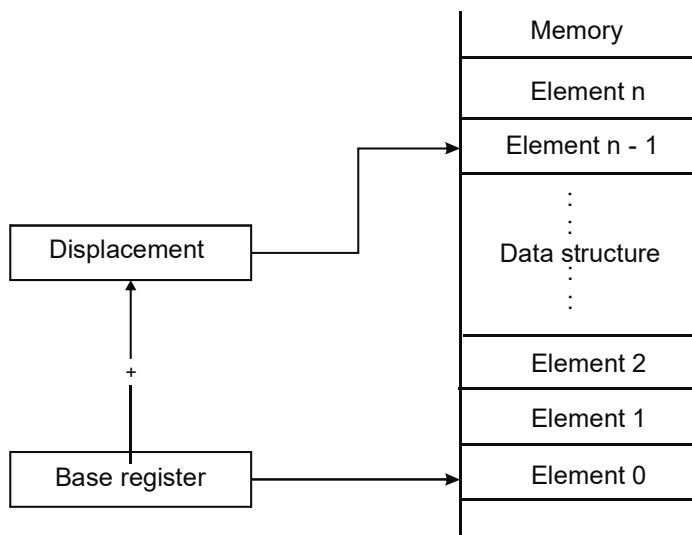 Memory
Element n
Element n - 1
Displacement
Data structure
+
Element 2
Element 1
Base register
Element 0